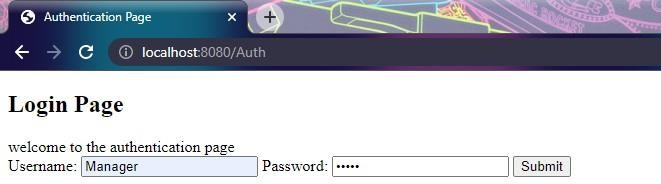 Authentication Page
localhost:8080/Auth
Login Page
welcome to the authentication page
Username: Manager Password: ••••• Submit